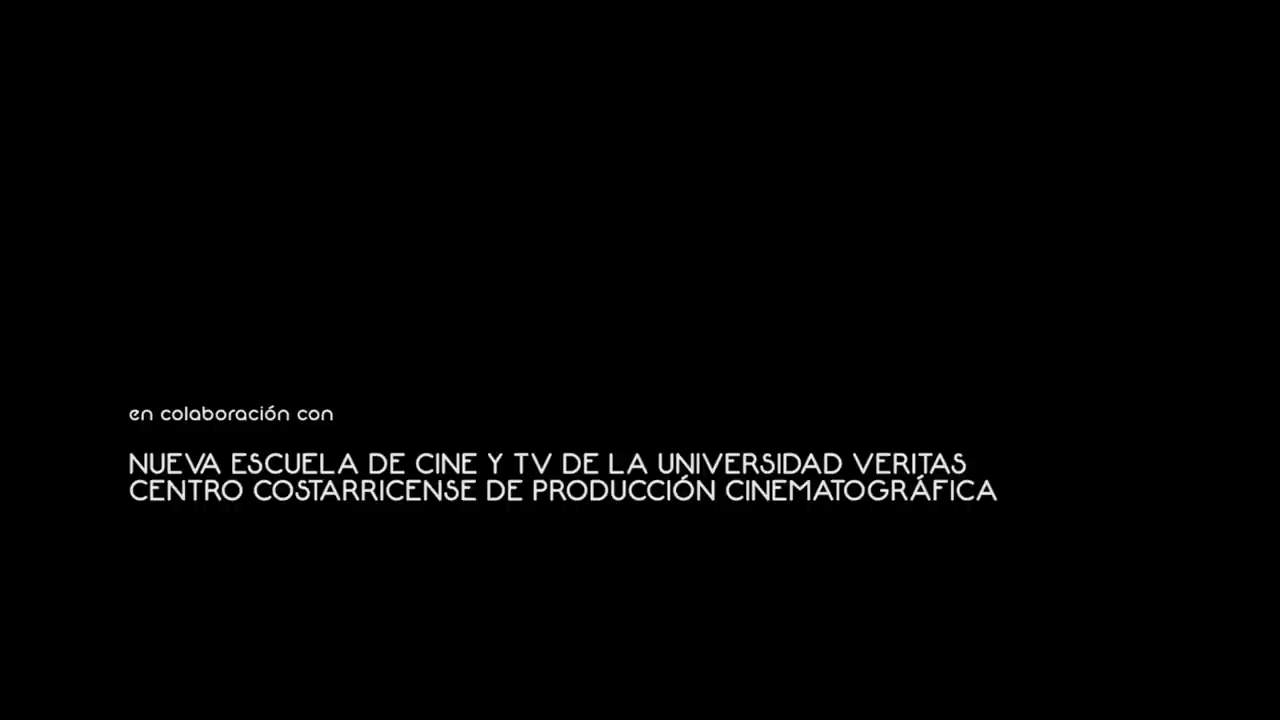 en colaboración con
NUEVA ESCUELA DE CINE Y TV DE LA UNIVERSIDAD VERITAS
CENTRO COSTARRICENSE DE PRODUCCIÓN CINEMATOGRÁFICA